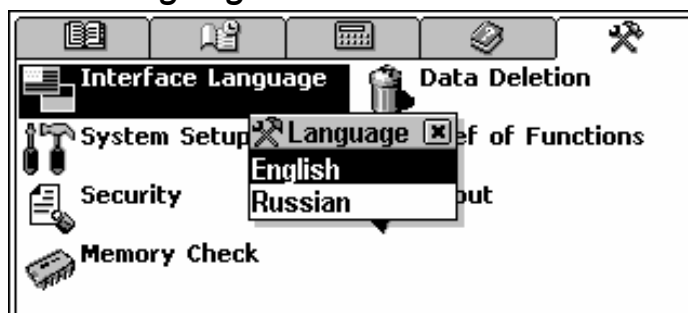 Interface Language
Data Deletion
System Setup
Language
ef of Functions
English
Security
Russian
out
Memory Check